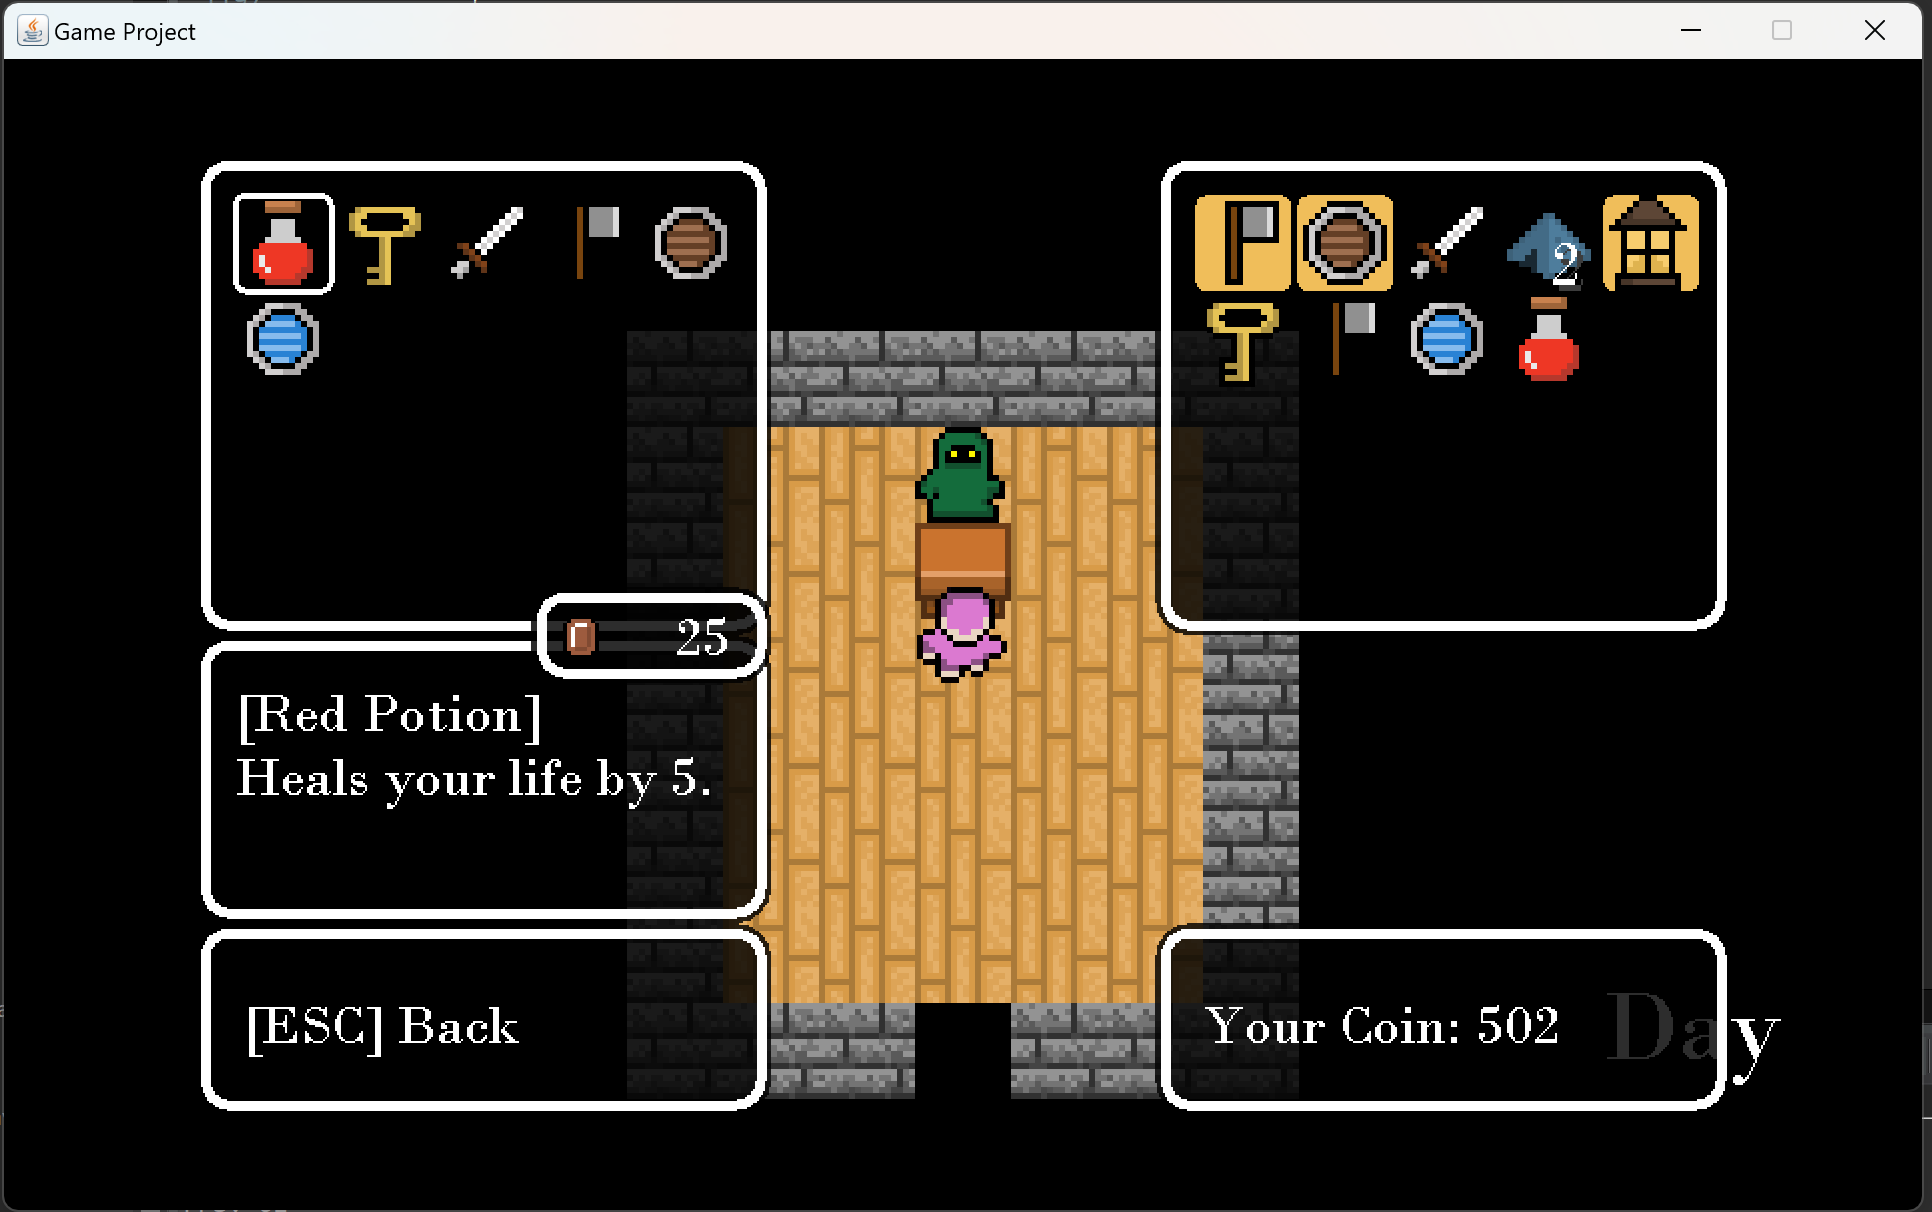 Game Project
2
25
[Red Potion]
Heals your life by 5.
[ESC] Back
Your Coin: 502
Day